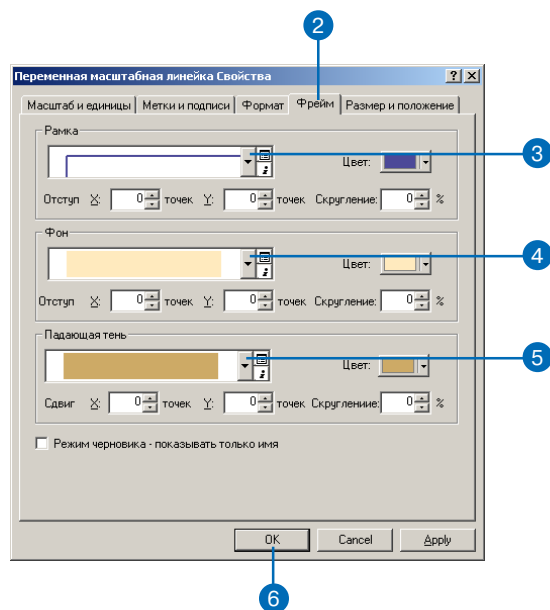 2
Переменная масштабная линейка Свойства
Масштаб и единицы Метки и подписи Формат Фрейм Размер и положение
Рамка
3
Цвет:
Отступ X: 0 точек Y: 0 точек Скругление: 0 %
Фон
4
Цвет:
Отступ X: 0 точек Y: 0 точек Скругление: 0 %
Падающая тень
5
Цвет:
Сдвиг X: 0 точек Y: 0 точек Скруглениие: 0 %
Режим черновика - показывать только имя
OK Cancel Apply
6